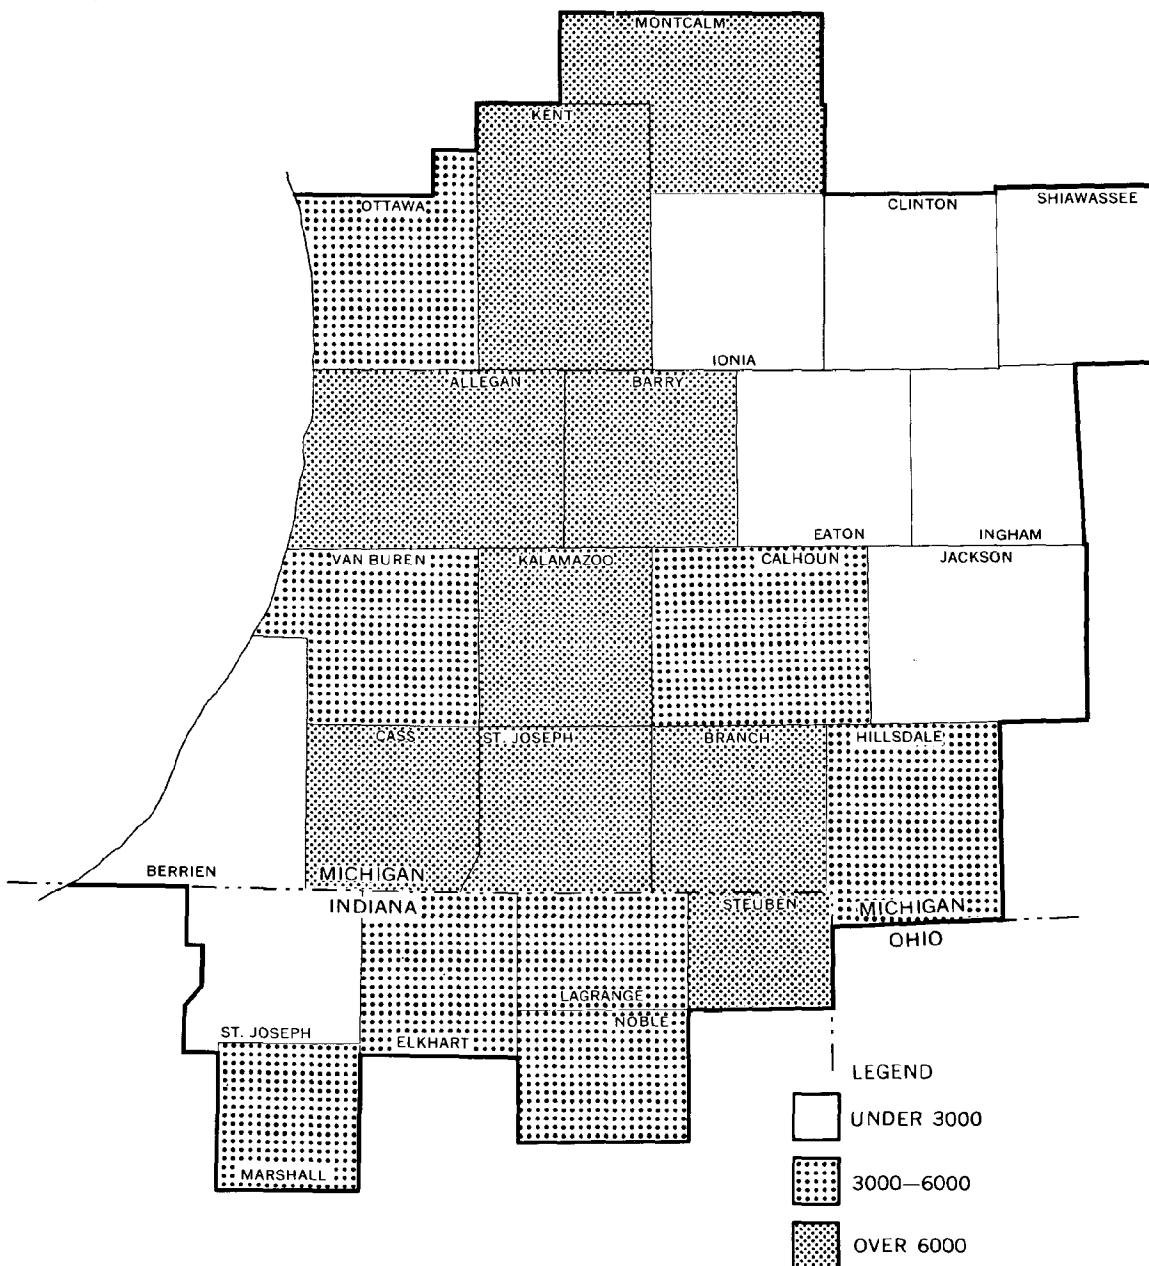 MONTCALM
KENT
OTTAWA
CLINTON
SHIAWASSEE
IONIA
ALLEGAN
BARRY
EATON
INGHAM
VAN BUREN
KALAMAZOO
CALHOUN
JACKSON
CASS
ST. JOSEPH
BRANCH
HILLSDALE
BERRIEN
MICHIGAN
INDIANA
STEUBEN
MICHIGAN
OHIO
LAGRANGE
NOBLE
ST. JOSEPH
ELKHART
MARSHALL
LEGEND
UNDER 3000
3000—6000
OVER 6000